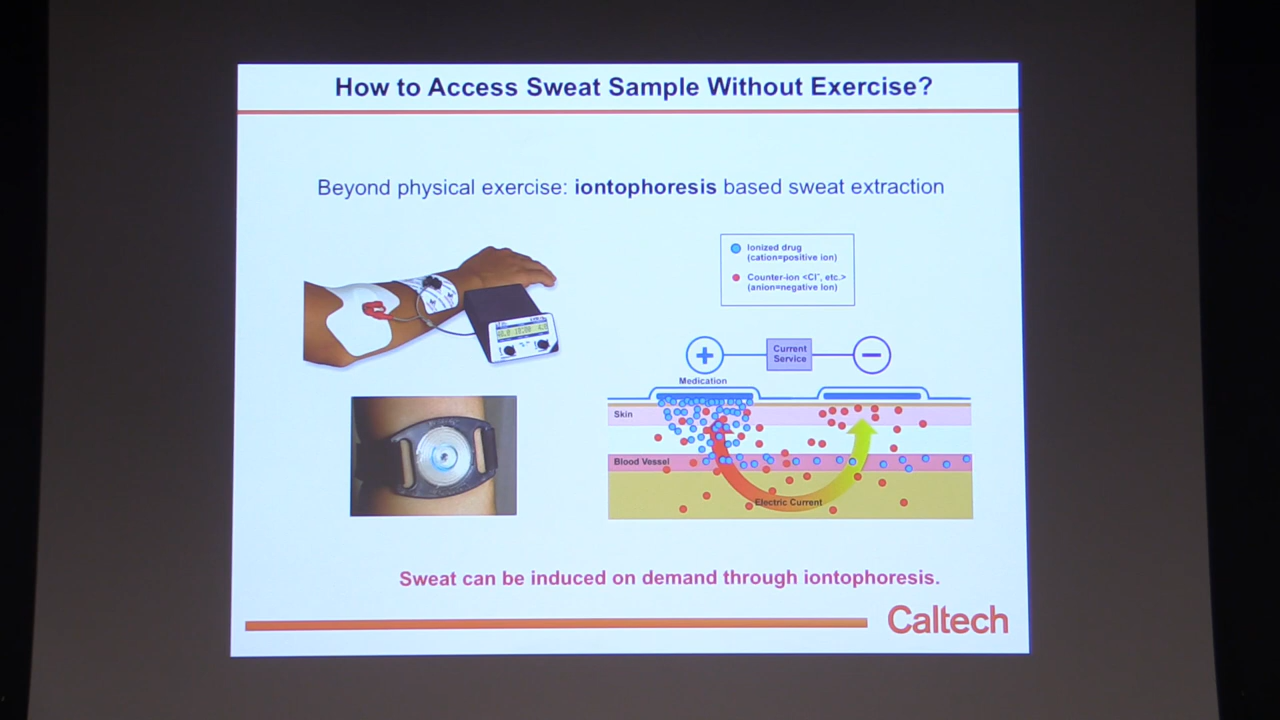 How to Access Sweat Sample Without Exercise?
Beyond physical exercise: iontophoresis based sweat extraction
Ionized drug
(cation=positive ion)
Counter-ion <Cl⁻, etc.>
(anion=negative Ion)
+
Current
Service
−
Medication
Skin
Blood Vessel
Electric Current
Sweat can be induced on demand through iontophoresis.
Caltech